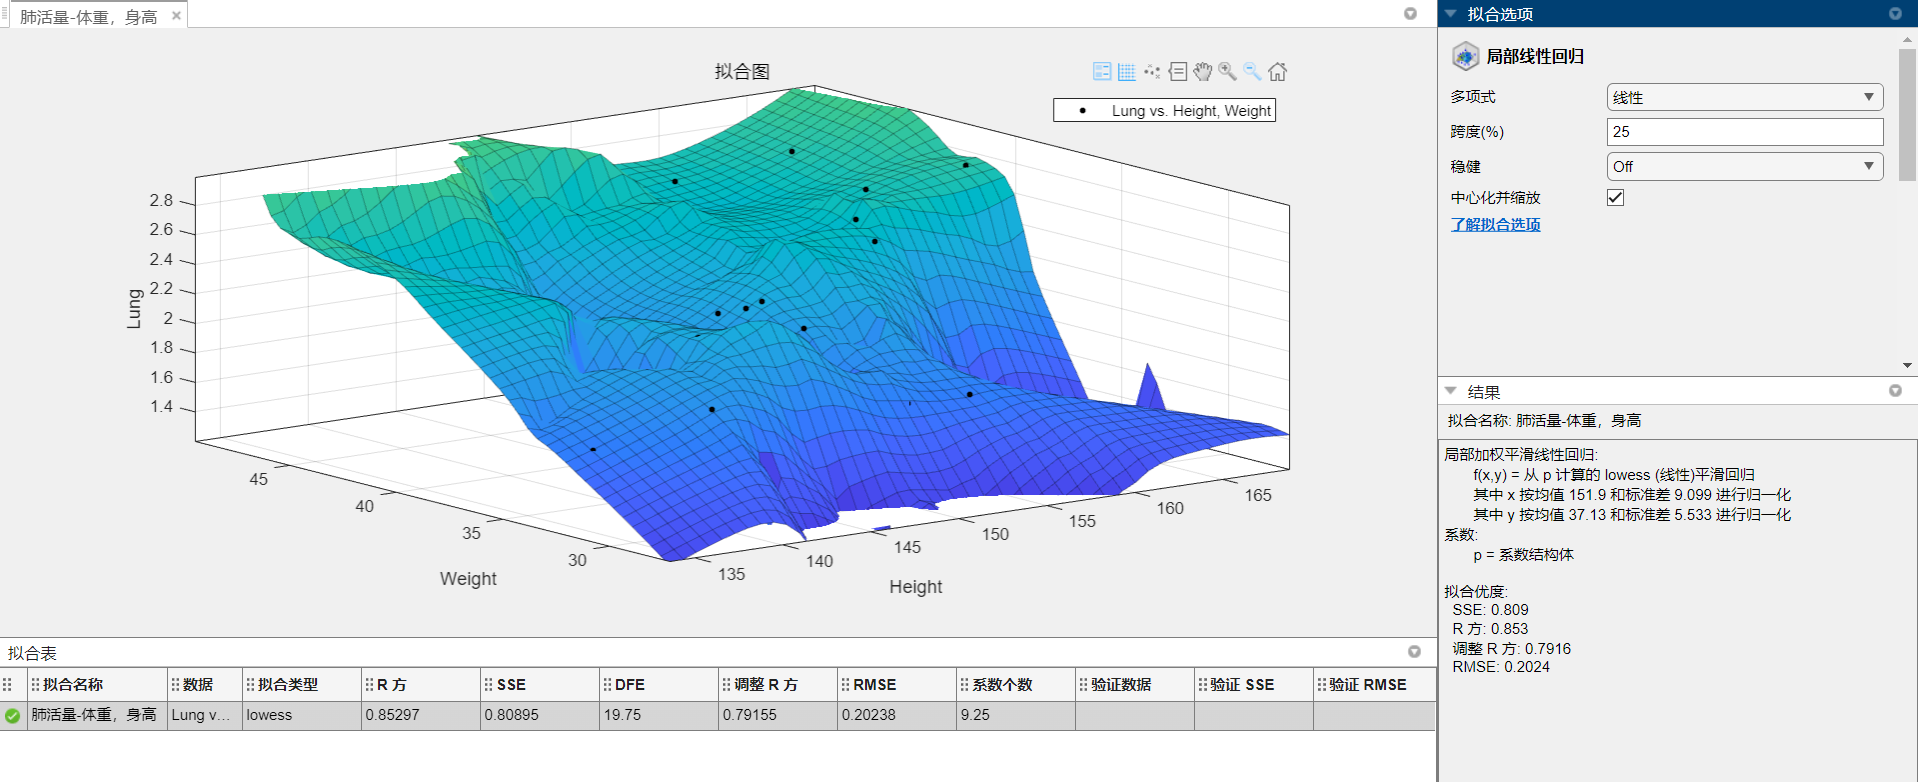 肺活量-体重，身高 ×
拟合图
Lung vs. Height, Weight
2.8
2.6
2.4
2.2
2
1.8
1.6
1.4
Lung
45
40
35
30
Weight
135
140
145
150
155
160
165
Height
拟合表
拟合名称 数据 拟合类型 R 方 SSE DFE 调整 R 方 RMSE 系数个数 验证数据 验证 SSE 验证 RMSE
肺活量-体重，身高 Lung v... lowess 0.85297 0.80895 19.75 0.79155 0.20238 9.25
拟合选项
局部线性回归
多项式 线性
跨度(%) 25
稳健 Off
中心化并缩放
了解拟合选项
结果
拟合名称: 肺活量-体重，身高
局部加权平滑线性回归:
f(x,y) = 从 p 计算的 lowess (线性)平滑回归
其中 x 按均值 151.9 和标准差 9.099 进行归一化
其中 y 按均值 37.13 和标准差 5.533 进行归一化
系数:
p = 系数结构体
拟合优度:
SSE: 0.809
R 方: 0.853
调整 R 方: 0.7916
RMSE: 0.2024